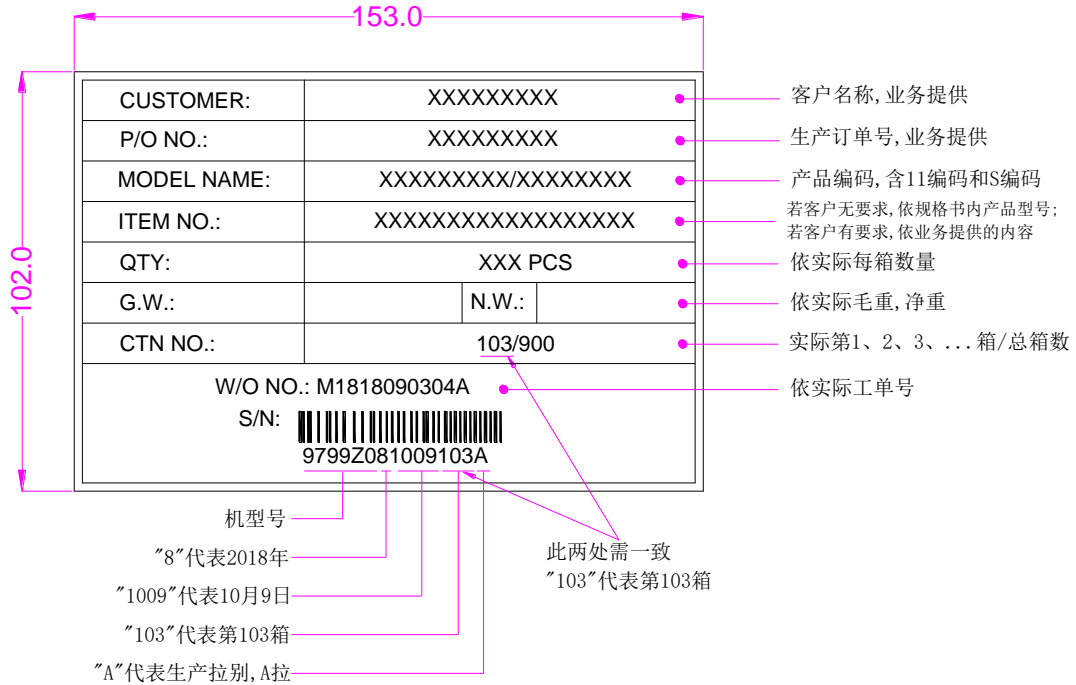 153.0
102.0
CUSTOMER: XXXXXXXXX 客户名称,业务提供
P/O NO.: XXXXXXXXX 生产订单号,业务提供
MODEL NAME: XXXXXXXXX/XXXXXXXX 产品编码,含11编码和S编码
ITEM NO.: XXXXXXXXXXXXXXXXXX 若客户无要求,依规格书内产品型号;
若客户有要求,依业务提供的内容
QTY: XXX PCS 依实际每箱数量
G.W.: N.W.: 依实际毛重,净重
CTN NO.: 103/900 实际第1、2、3、...箱/总箱数
W/O NO.: M1818090304A 依实际工单号
S/N:
9799Z081009103A
机型号
"8"代表2018年
"1009"代表10月9日
"103"代表第103箱
"A"代表生产拉别,A拉
此两处需一致
"103"代表第103箱